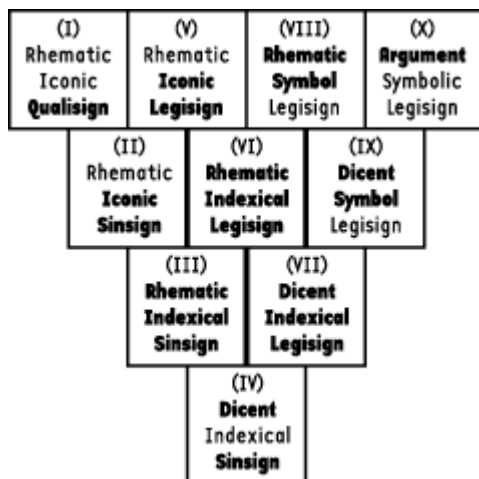 (I)
Rhematic
Iconic
Qualisign
(V)
Rhematic
Iconic
Legisign
(VIII)
Rhematic
Symbol
Legisign
(X)
Argument
Symbolic
Legisign
(II)
Rhematic
Iconic
Sinsign
(VI)
Rhematic
Indexical
Legisign
(IX)
Dicent
Symbol
Legisign
(III)
Rhematic
Indexical
Sinsign
(VII)
Dicent
Indexical
Legisign
(IV)
Dicent
Indexical
Sinsign